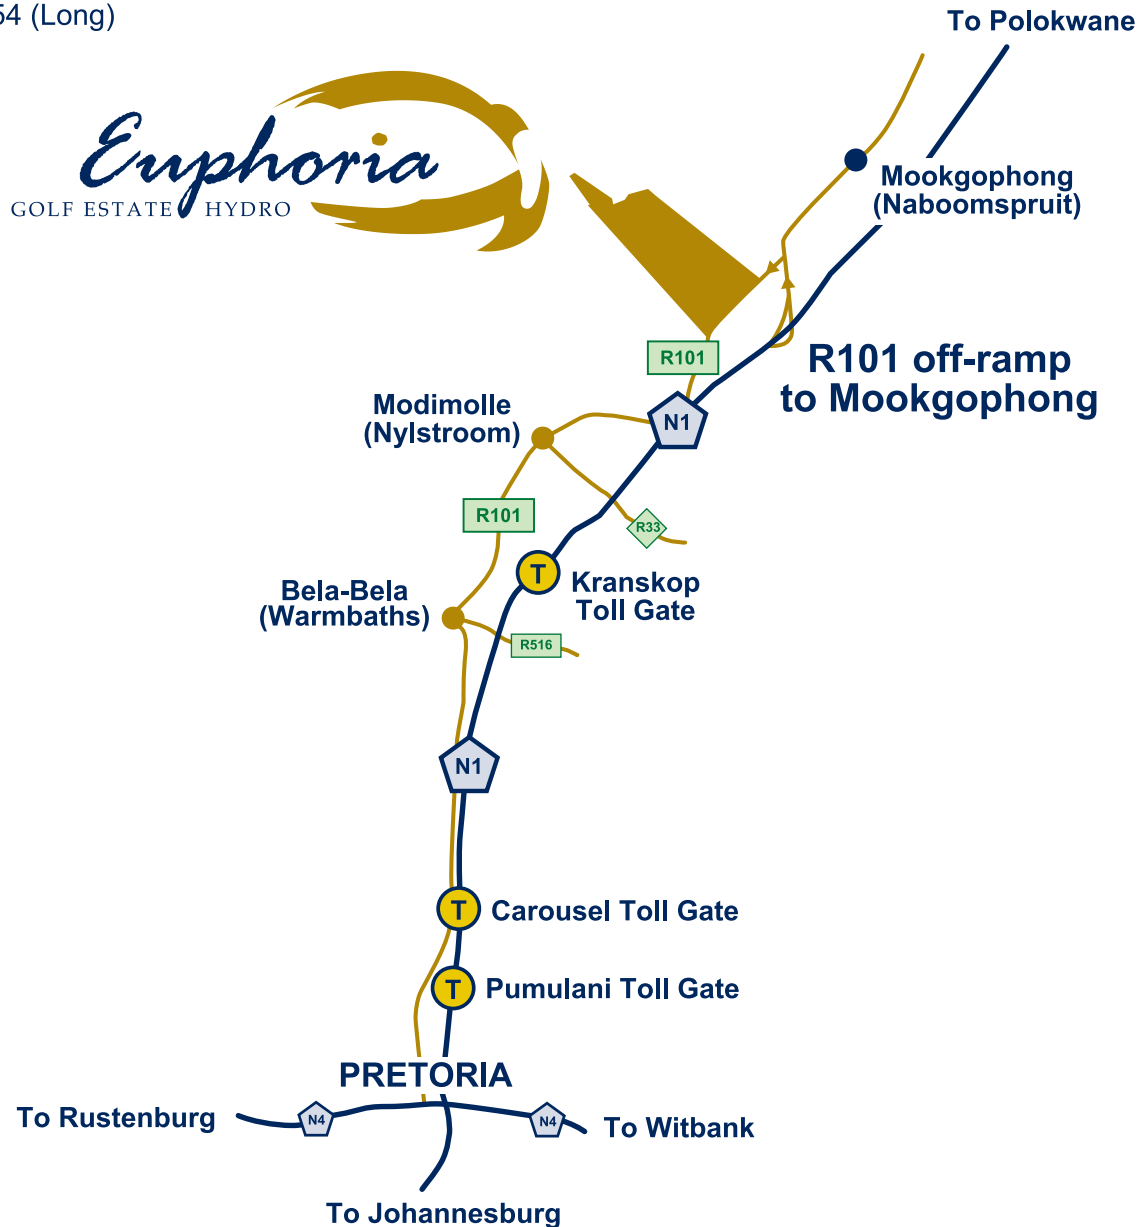 54 (Long)
To Polokwane
Euphoria
GOLF ESTATE HYDRO
Mookgophong
(Naboomspruit)
R101
R101 off-ramp
to Mookgophong
Modimolle
(Nylstroom)
N1
R101
R33
T
Kranskop
Toll Gate
Bela-Bela
(Warmbaths)
R516
N1
T
Carousel Toll Gate
T
Pumulani Toll Gate
PRETORIA
To Rustenburg
N4
N4
To Witbank
To Johannesburg